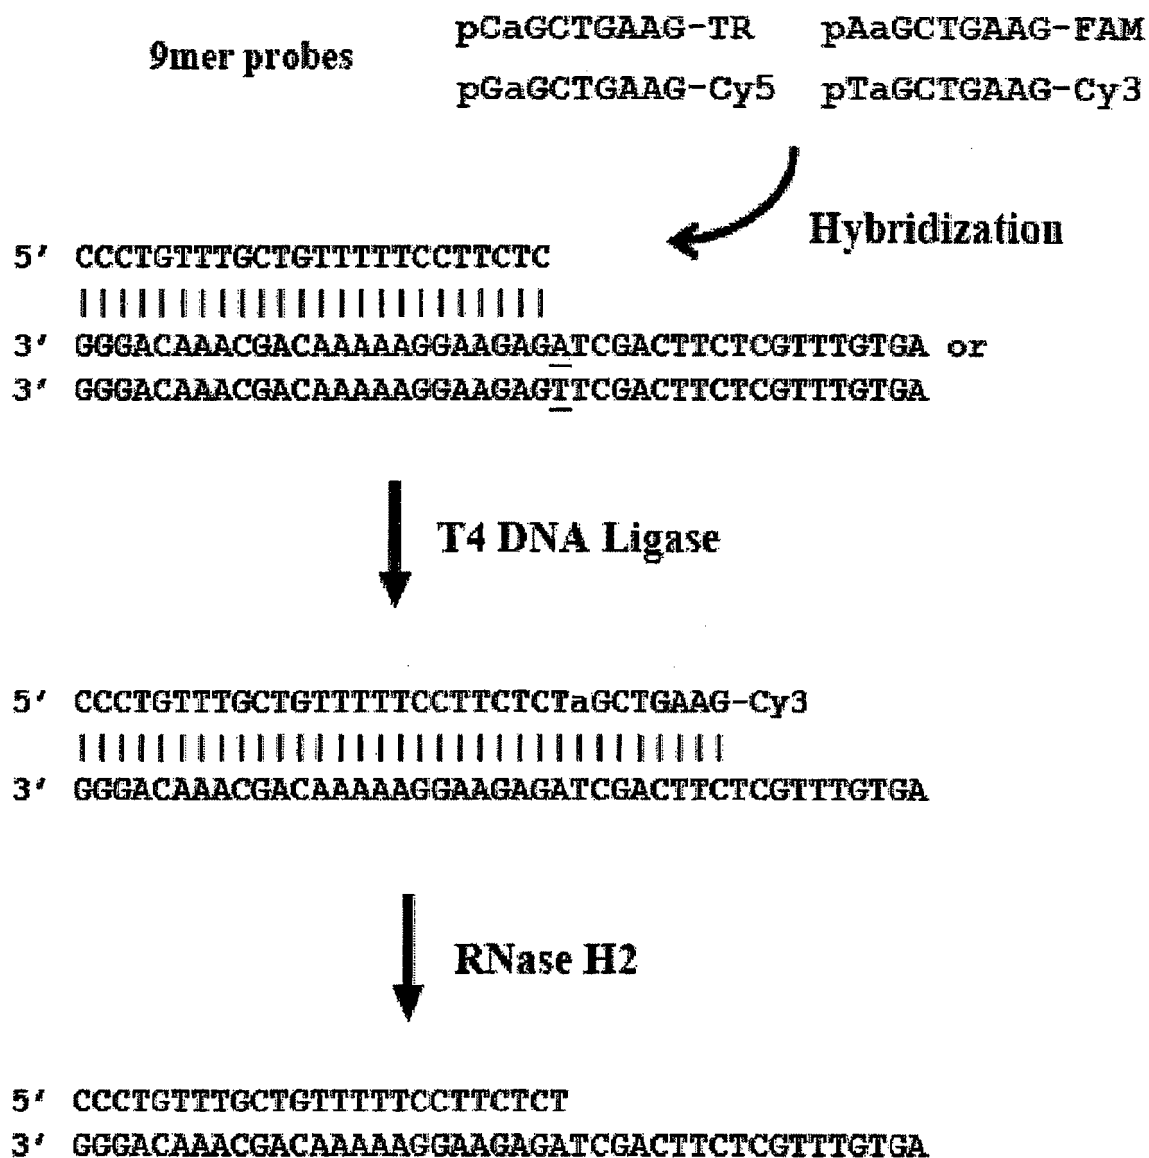 9mer probes
pCaGCTGAAG-TR pAaGCTGAAG-FAM
pGaGCTGAAG-Cy5 pTaGCTGAAG-Cy3
Hybridization
5′ CCCTGTTTGCTGTTTTTCCTTCTC
3′ GGGACAAACGACAAAAAGGAAGAGATCGACTTCTCGTTTGTGA or
3′ GGGACAAACGACAAAAAGGAAGAGTTCGACTTCTCGTTTGTGA
T4 DNA Ligase
5′ CCCTGTTTGCTGTTTTTCCTTCTCTaGCTGAAG-Cy3
3′ GGGACAAACGACAAAAAGGAAGAGATCGACTTCTCGTTTGTGA
RNase H2
5′ CCCTGTTTGCTGTTTTTCCTTCTCT
3′ GGGACAAACGACAAAAAGGAAGAGATCGACTTCTCGTTTGTGA